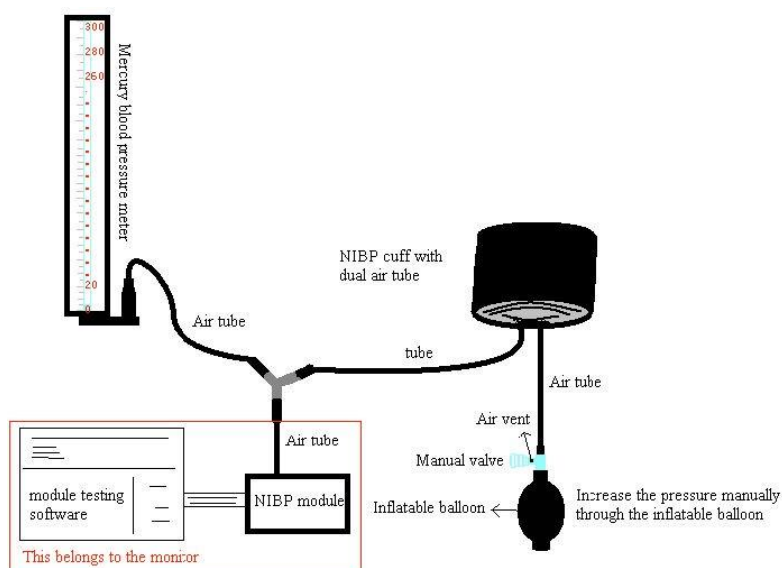 300
280
260
20
0
Mercury blood pressure meter
NIBP cuff with
dual air tube
Air tube
tube
Air tube
Air vent
Air tube
Manual valve
module testing
software
NIBP module
Inflatable balloon
Increase the pressure manually
through the inflatable balloon
This belongs to the monitor